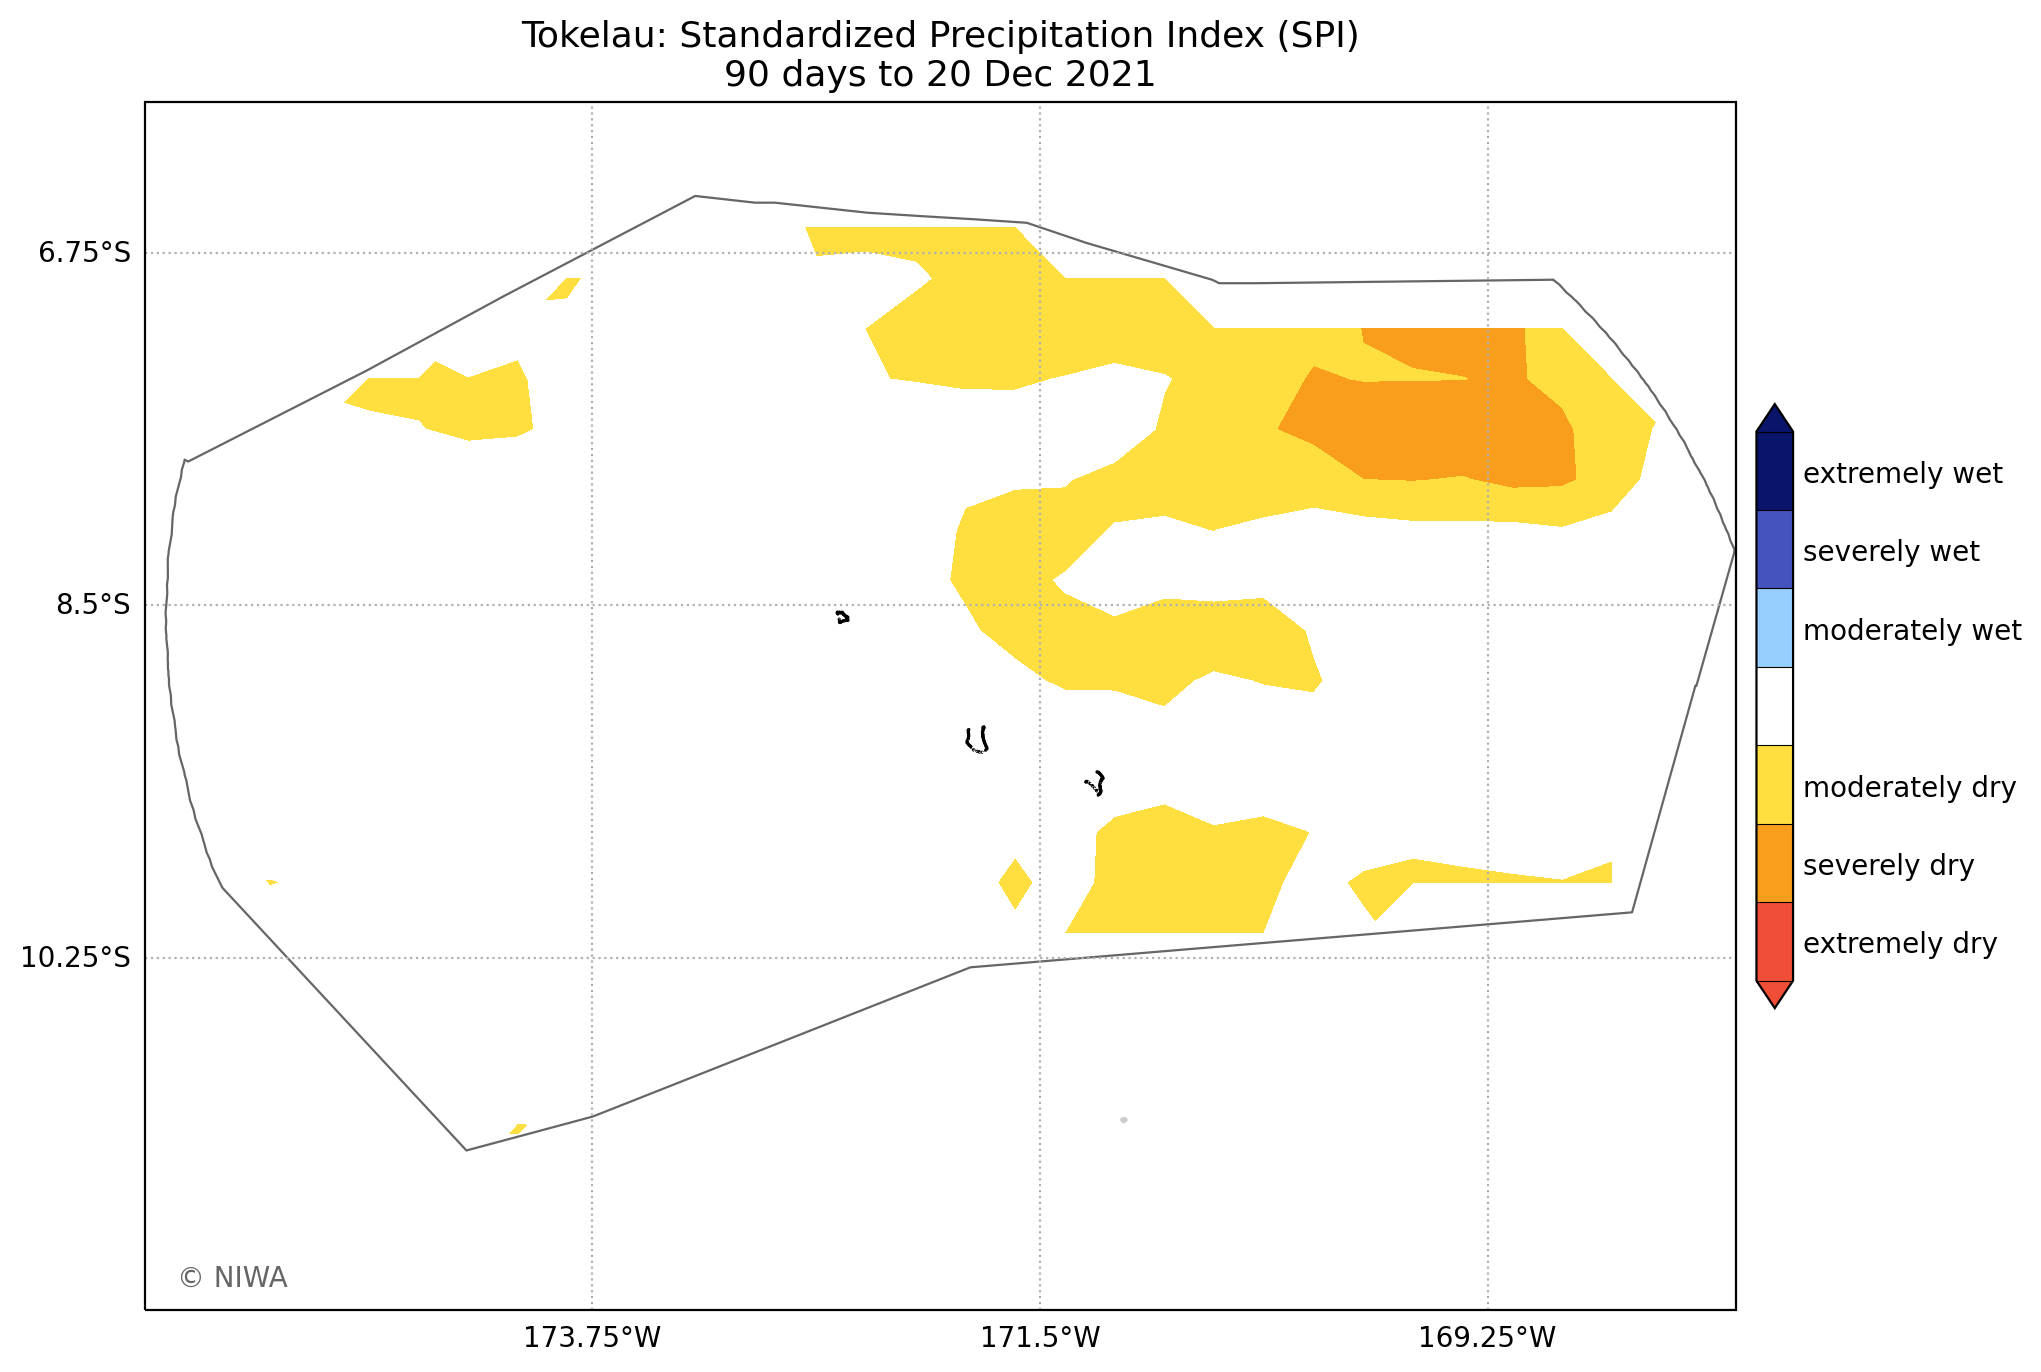 Tokelau: Standardized Precipitation Index (SPI)
90 days to 20 Dec 2021
6.75°S
8.5°S
10.25°S
173.75°W
171.5°W
169.25°W
extremely wet
severely wet
moderately wet
moderately dry
severely dry
extremely dry
© NIWA